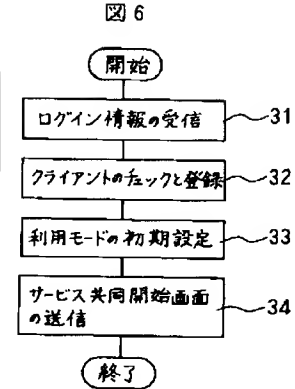 図6
開始
ログイン情報の受信
31
クライアントのチェックと登録
32
利用モードの初期設定
33
サービス共同開始画面
の送信
34
終了